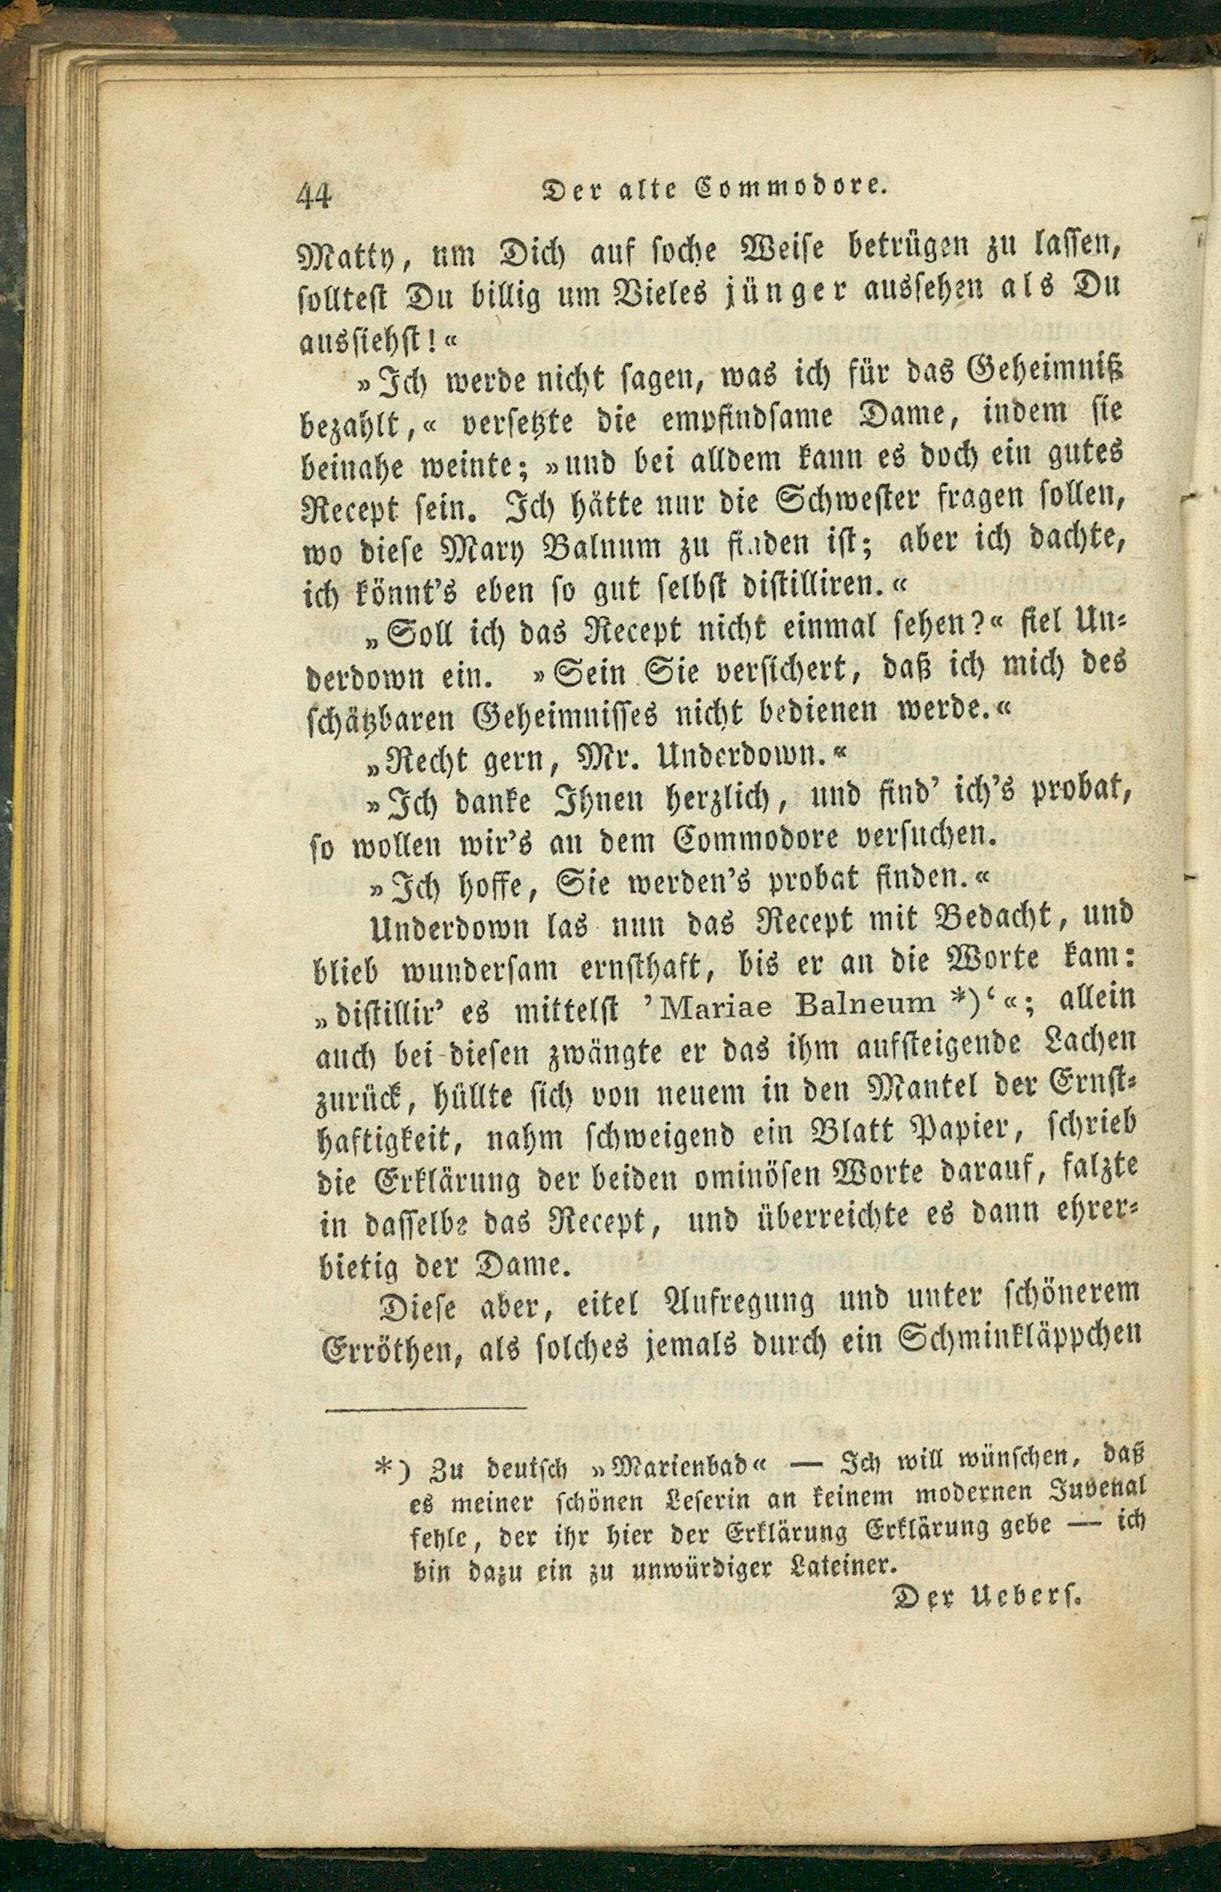 44 Der alte Commodore.
Matty, um Dich auf soche Weise betrügen zu lassen,
solltest Du billig um Vieles jünger aussehen als Du
aussiehst!«
»Ich werde nicht sagen, was ich für das Geheimniß
bezahlt,« versetzte die empfindsame Dame, indem sie
beinahe weinte; »und bei alldem kann es doch ein gutes
Recept sein. Ich hätte nur die Schwester fragen sollen,
wo diese Mary Balnum zu finden ist; aber ich dachte,
ich könnt's eben so gut selbst distilliren.«
»Soll ich das Recept nicht einmal sehen?« fiel Un-
derdown ein. »Sein Sie versichert, daß ich mich des
schätzbaren Geheimnisses nicht bedienen werde.«
»Recht gern, Mr. Underdown.«
»Ich danke Ihnen herzlich, und find' ich's probat,
so wollen wir's an dem Commodore versuchen.
»Ich hoffe, Sie werden's probat finden.«
Underdown las nun das Recept mit Bedacht, und
blieb wundersam ernsthaft, bis er an die Worte kam:
»distillir' es mittelst ’Mariae Balneum *)‘«; allein
auch bei diesen zwängte er das ihm aufsteigende Lachen
zurück, hüllte sich von neuem in den Mantel der Ernst-
haftigkeit, nahm schweigend ein Blatt Papier, schrieb
die Erklärung der beiden ominösen Worte darauf, falzte
in dasselbe das Recept, und überreichte es dann ehrer-
bietig der Dame.
Diese aber, eitel Aufregung und unter schönerem
Erröthen, als solches jemals durch ein Schminkläppchen
*) Zu deutsch »Marienbad« — Ich will wünschen, daß
es meiner schönen Leserin an keinem modernen Juvenal
fehle, der ihr hier der Erklärung Erklärung gebe — ich
bin dazu ein zu unwürdiger Lateiner.
Der Uebers.